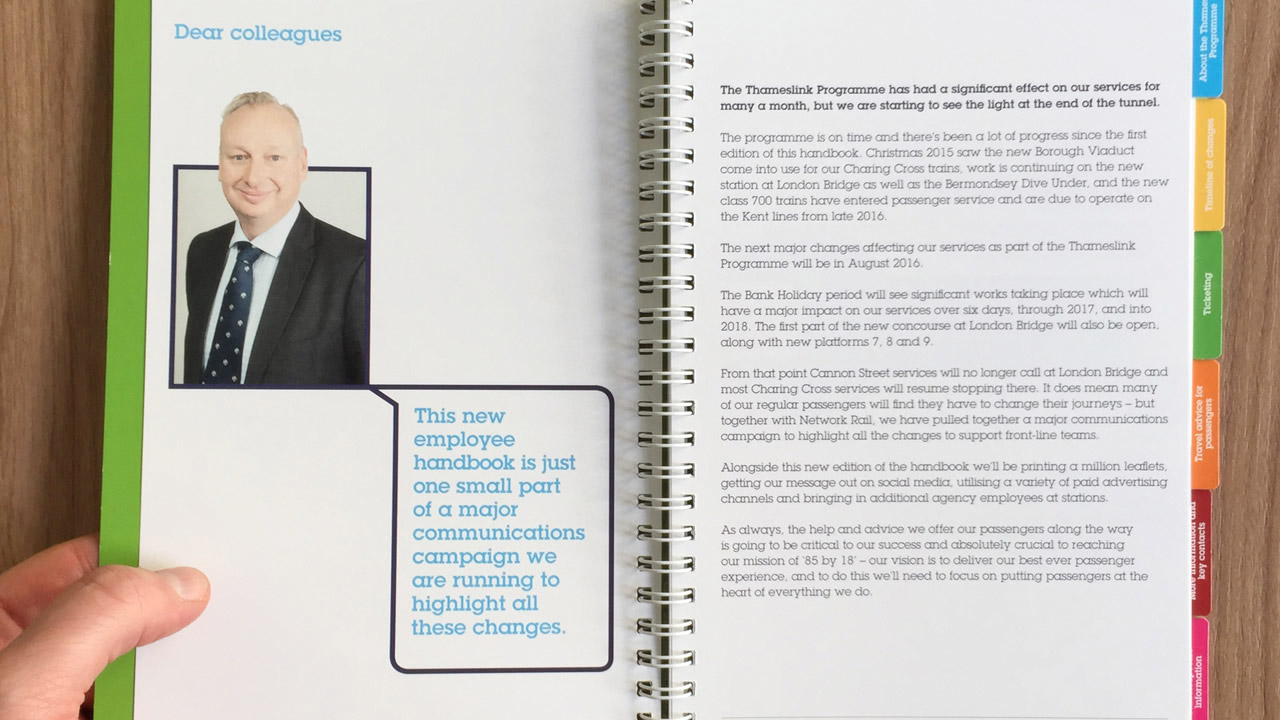 Dear colleagues
This new
employee
handbook is just
one small part
of a major
communications
campaign we
are running to
highlight all
these changes.
The Thameslink Programme has had a significant effect on our services for
many a month, but we are starting to see the light at the end of the tunnel.
The programme is on time and there's been a lot of progress since the first
edition of this handbook. Christmas 2015 saw the new Borough Viaduct
come into use for our Charing Cross trains, work is continuing on the new
station at London Bridge as well as the Bermondsey Dive Under, and the new
class 700 trains have entered passenger service and are due to operate on
the Kent lines from late 2016.
The next major changes affecting our services as part of the Thameslink
Programme will be in August 2016.
The Bank Holiday period will see significant works taking place which will
have a major impact on our services over six days, through 2017, and into
2018. The first part of the new concourse at London Bridge will also be open,
along with new platforms 7, 8 and 9.
From that point Cannon Street services will no longer call at London Bridge and
most Charing Cross services will resume stopping there. It does mean many
of our regular passengers will find they have to change their journeys – but
together with Network Rail, we have pulled together a major communications
campaign to highlight all the changes to support front-line teams.
Alongside this new edition of the handbook we'll be printing a million leaflets,
getting our message out on social media, utilising a variety of paid advertising
channels and bringing in additional agency employees at stations.
As always, the help and advice we offer our passengers along the way
is going to be critical to our success and absolutely crucial to reaching
our mission of '85 by 18' – our vision is to deliver our best ever passenger
experience, and to do this we'll need to focus on putting passengers at the
heart of everything we do.
About the Thame
Programme
Timeline of changes
Ticketing
Travel advice for
passengers
More information and
key contacts
information